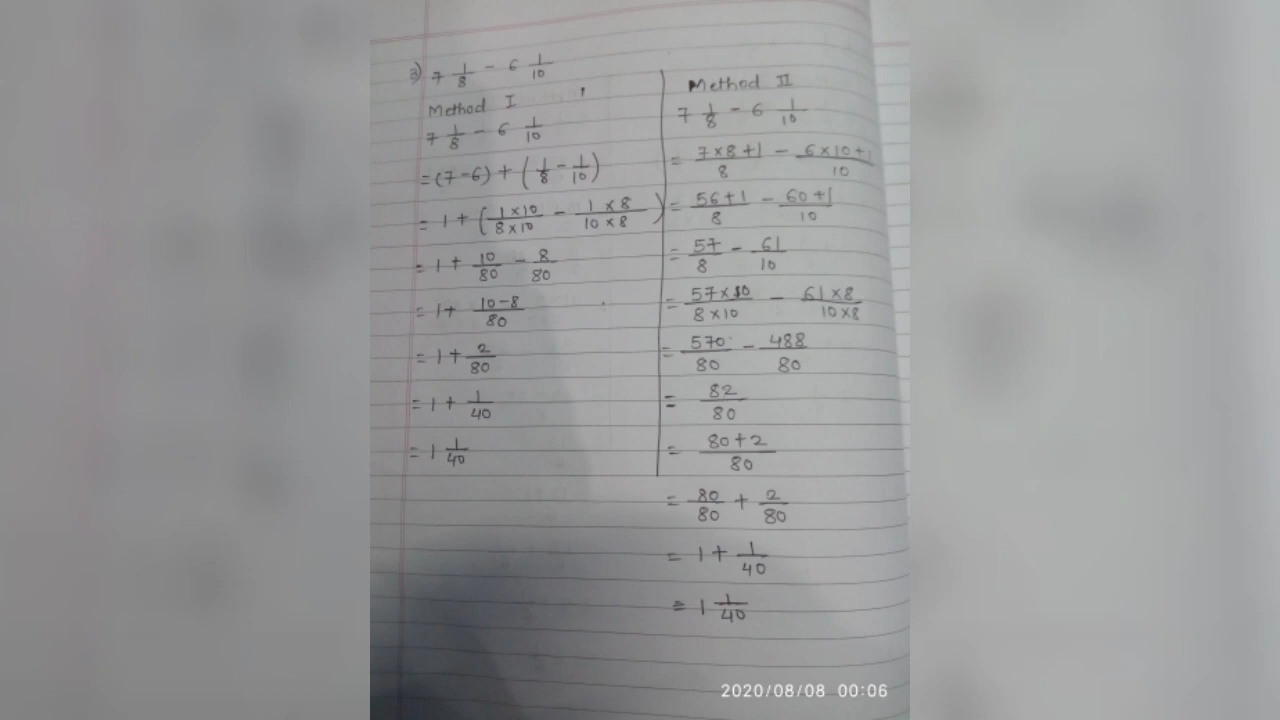 3) 7 1/8 - 6 1/10
Method I
7 1/8 - 6 1/10
= (7-6) + (1/8 - 1/10)
= 1 + (1×10/8×10 - 1×8/10×8)
= 1 + 10/80 - 8/80
= 1 + 10-8/80
= 1 + 2/80
= 1 + 1/40
= 1 1/40
Method II
7 1/8 - 6 1/10
= 7×8+1/8 - 6×10+1/10
= 56+1/8 - 60+1/10
= 57/8 - 61/10
= 57×10/8×10 - 61×8/10×8
= 570/80 - 488/80
= 82/80
= 80+2/80
= 80/80 + 2/80
= 1 + 1/40
= 1 1/40
2020/08/08 00:06